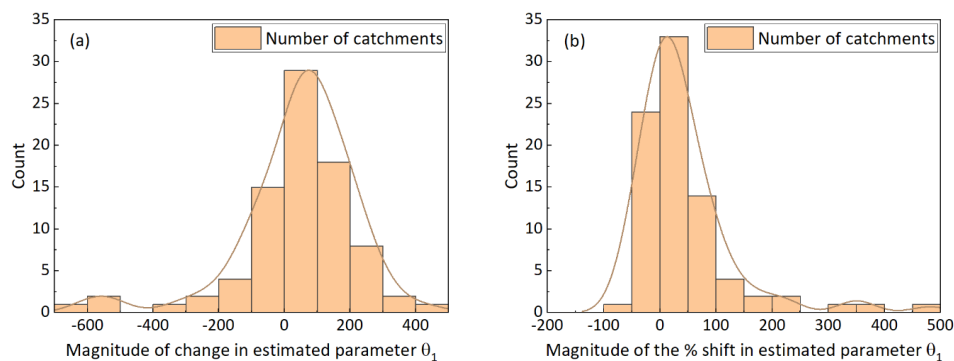 (a)
Number of catchments
35
30
25
20
15
10
5
0
Count
-600 -400 -200 0 200 400
Magnitude of change in estimated parameter θ₁
(b)
Number of catchments
35
30
25
20
15
10
5
0
Count
-200 -100 0 100 200 300 400 500
Magnitude of the % shift in estimated parameter θ₁